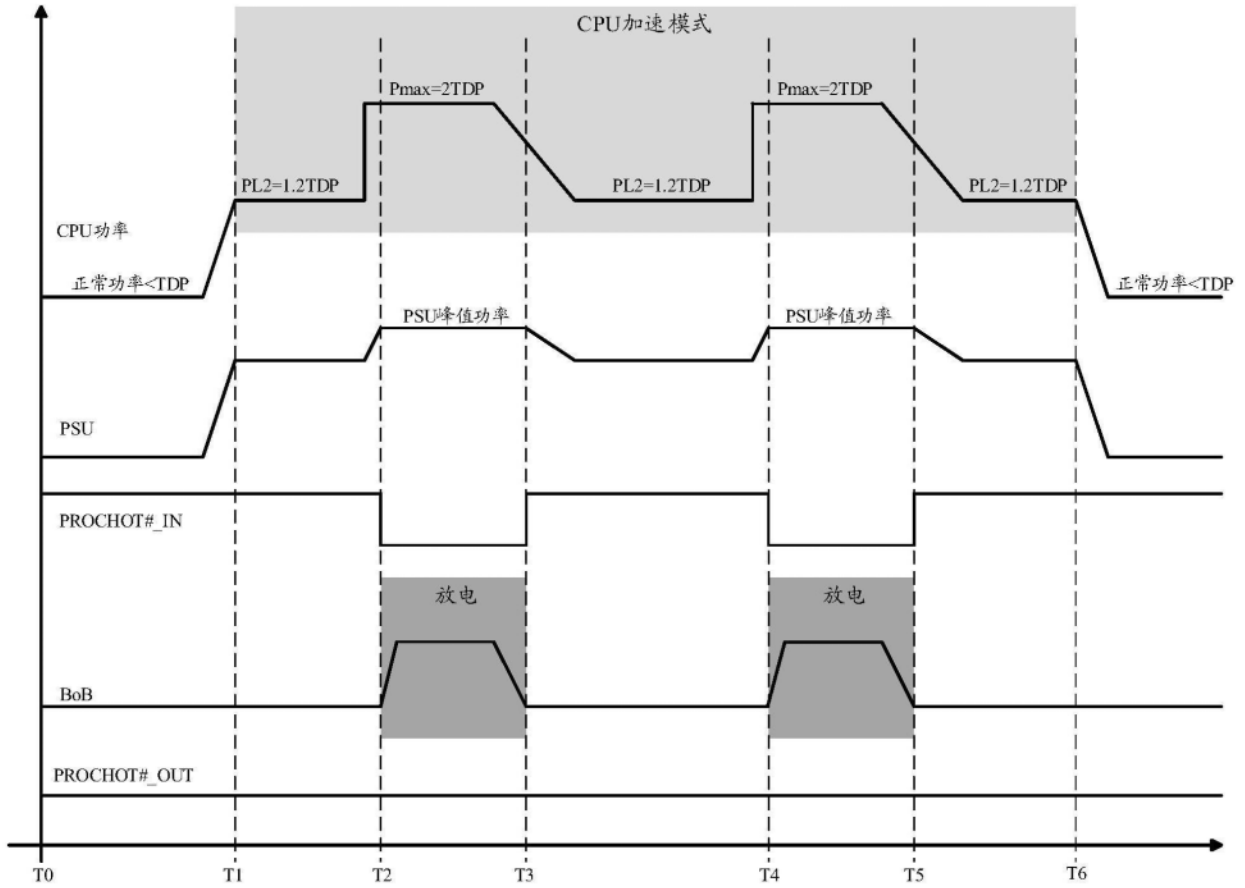 CPU加速模式
Pmax=2TDP
Pmax=2TDP
PL2=1.2TDP
PL2=1.2TDP
PL2=1.2TDP
CPU功率
正常功率<TDP
正常功率<TDP
PSU峰值功率
PSU峰值功率
PSU
PROCHOT#_IN
放电
放电
BoB
PROCHOT#_OUT
T0 T1 T2 T3 T4 T5 T6